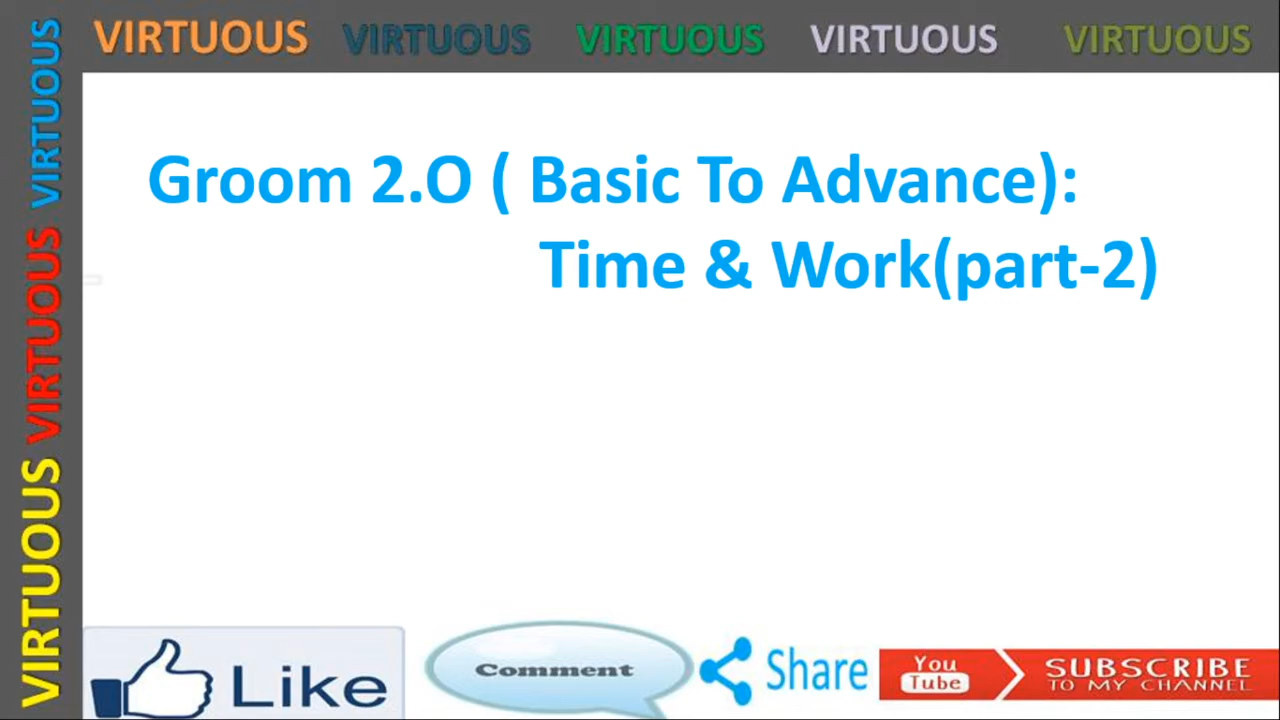 VIRTUOUS VIRTUOUS VIRTUOUS VIRTUOUS VIRTUOUS
VIRTUOUS VIRTUOUS VIRTUOUS
Groom 2.O ( Basic To Advance):
Time & Work(part-2)
Like
Comment
Share
You
Tube
SUBSCRIBE
TO MY CHANNEL